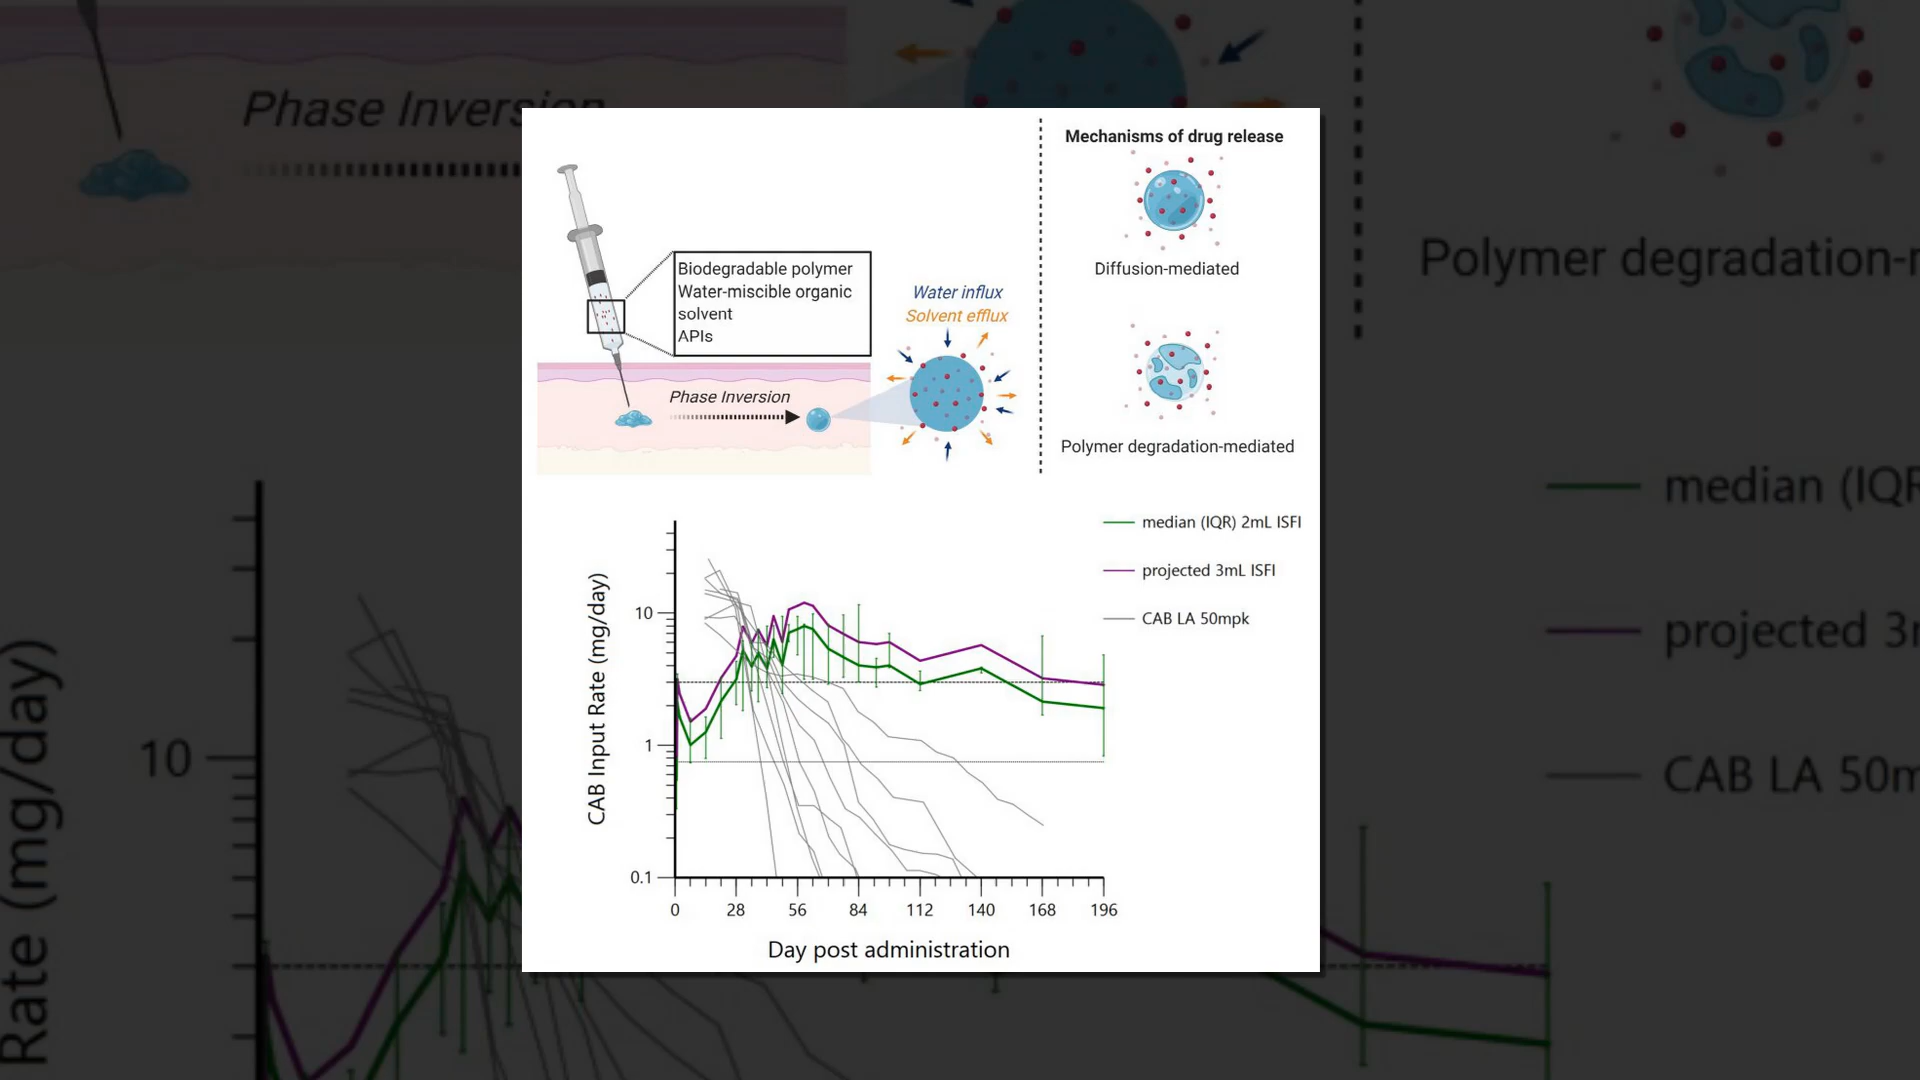 Mechanisms of drug release
Diffusion-mediated
Polymer degradation-mediated
Biodegradable polymer
Water-miscible organic
solvent
APIs
Water influx
Solvent efflux
Phase Inversion
median (IQR) 2mL ISFI
projected 3mL ISFI
CAB LA 50mpk
CAB Input Rate (mg/day)
10
1
0.1
0 28 56 84 112 140 168 196
Day post administration
Phase Inversion
Polymer degradation-m
median (IQR
projected 3m
CAB LA 50m
10
Rate (mg/day)